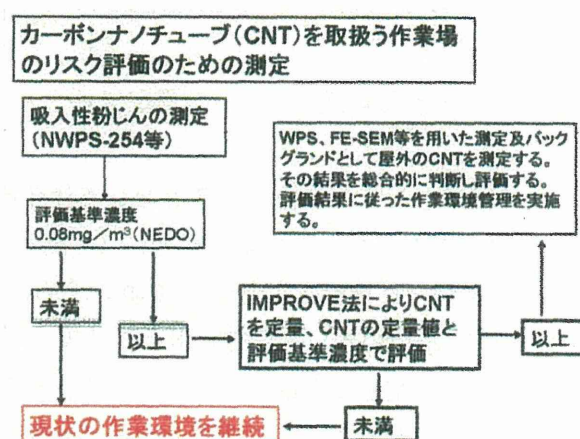 カーボンナノチューブ(CNT)を取扱う作業場
のリスク評価のための測定
吸入性粉じんの測定
(NWPS-254等)
評価基準濃度
0.08mg/m³(NEDO)
未満
以上
IMPROVE法によりCNT
を定量、CNTの定量値と
評価基準濃度で評価
以上
WPS、FE-SEM等を用いた測定及バック
グランドとして屋外のCNTを測定する。
その結果を総合的に判断し評価する。
評価結果に従った作業環境管理を実施
する。
未満
現状の作業環境を継続